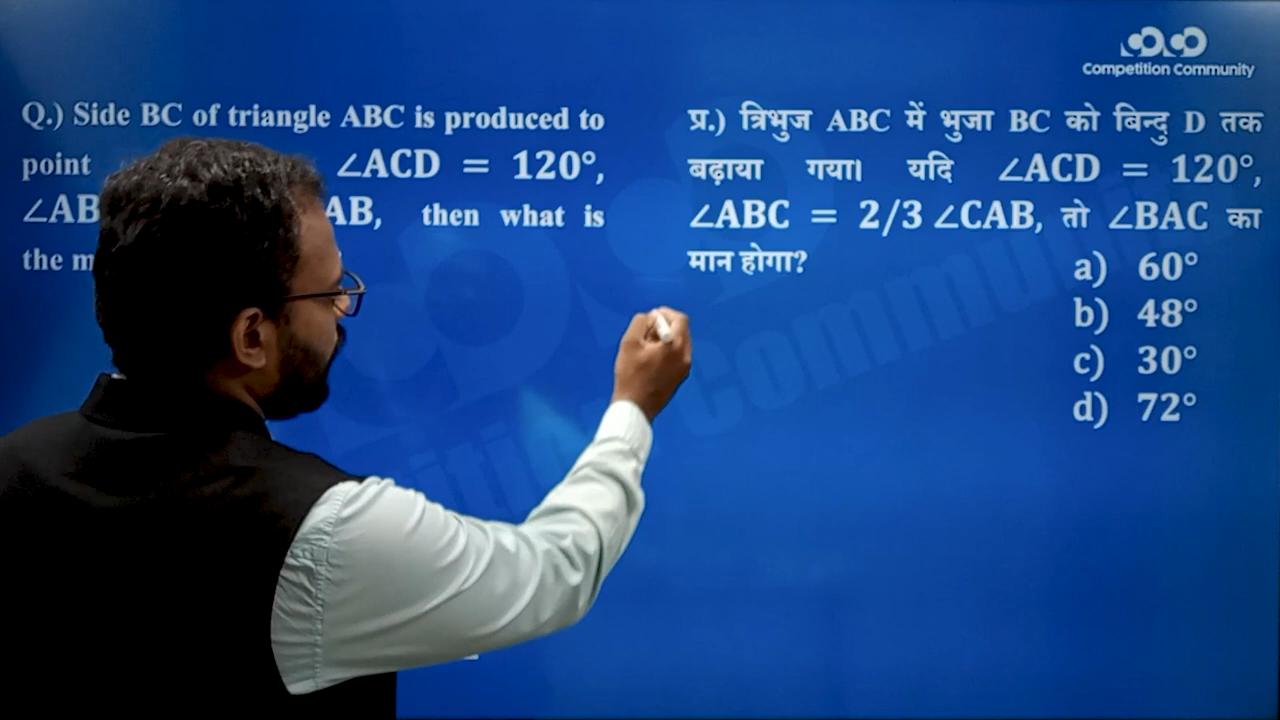 Competition Community
Q.) Side BC of triangle ABC is produced to
point ∠ACD = 120°,
∠AB AB, then what is
the m
प्र.) त्रिभुज ABC में भुजा BC को बिन्दु D तक
बढ़ाया गया। यदि ∠ACD = 120°,
∠ABC = 2/3 ∠CAB, तो ∠BAC का
मान होगा?
a) 60°
b) 48°
c) 30°
d) 72°